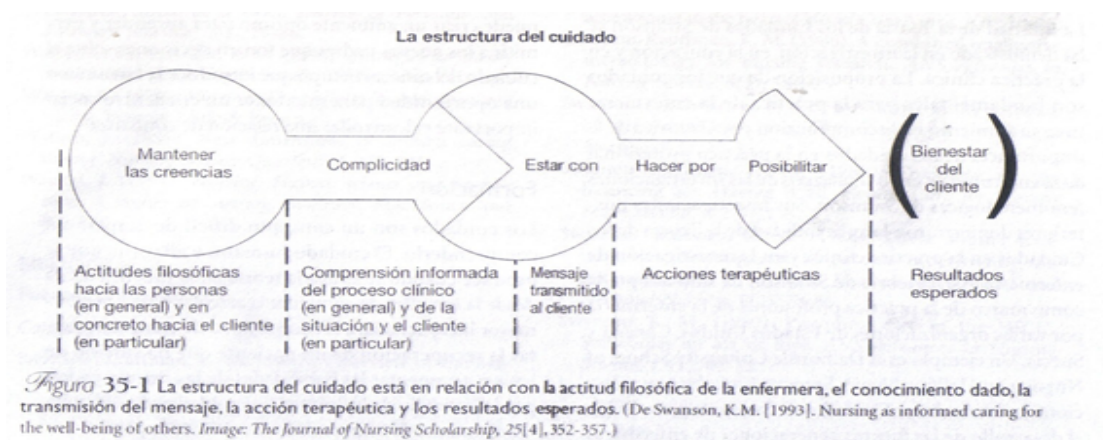 La estructura del cuidado
Mantener
las creencias
Complicidad
Estar con
Hacer por
Posibilitar
Bienestar
del
cliente
Actitudes filosóficas
hacia las personas
(en general) y en
concreto hacia el cliente
(en particular)
Comprensión informada
del proceso clínico
(en general) y de la
situación y el cliente
(en particular)
Mensaje
transmitido
al cliente
Acciones terapéuticas
Resultados
esperados
Figura 35-1 La estructura del cuidado está en relación con la actitud filosófica de la enfermera, el conocimiento dado, la
transmisión del mensaje, la acción terapéutica y los resultados esperados. (De Swanson, K.M. [1993]. Nursing as informed caring for
the well-being of others. Image: The Journal of Nursing Scholarship, 25[4], 352-357.)